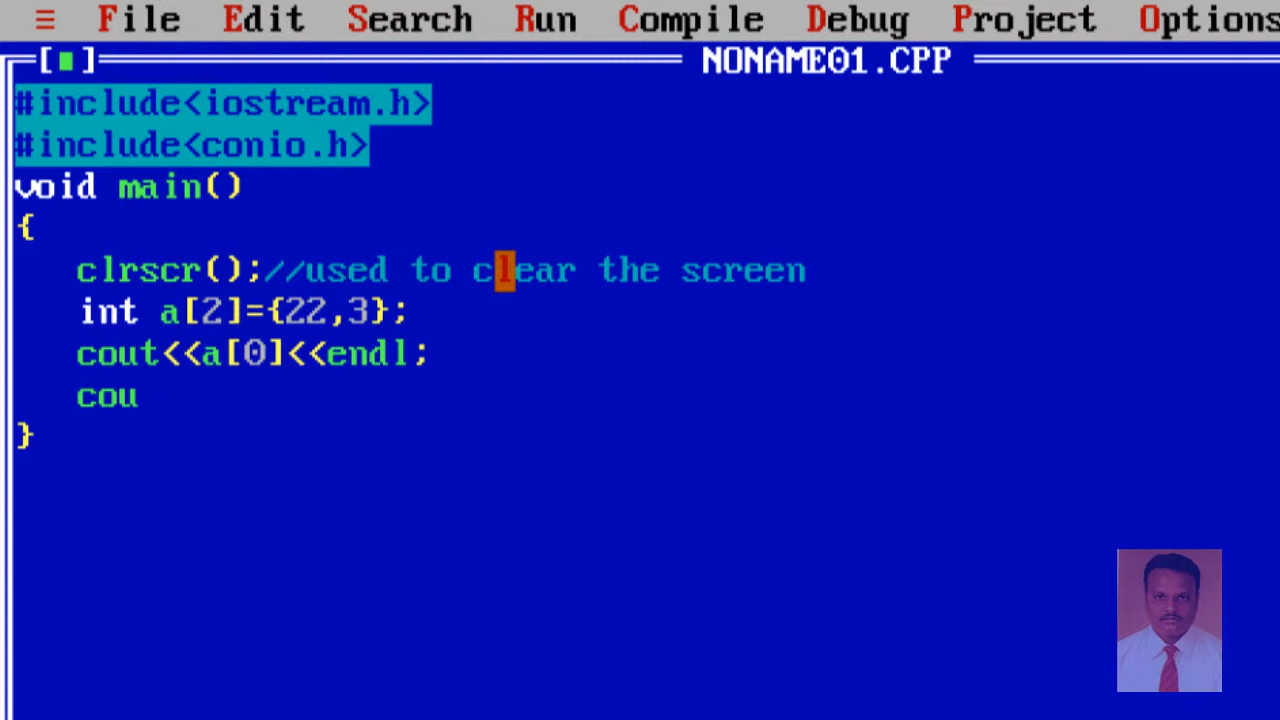 ≡ File Edit Search Run Compile Debug Project Options
[■] NONAME01.CPP
#include<iostream.h>
#include<conio.h>
void main()
{
clrscr();//used to clear the screen
int a[2]={22,3};
cout<<a[0]<<endl;
cou
}